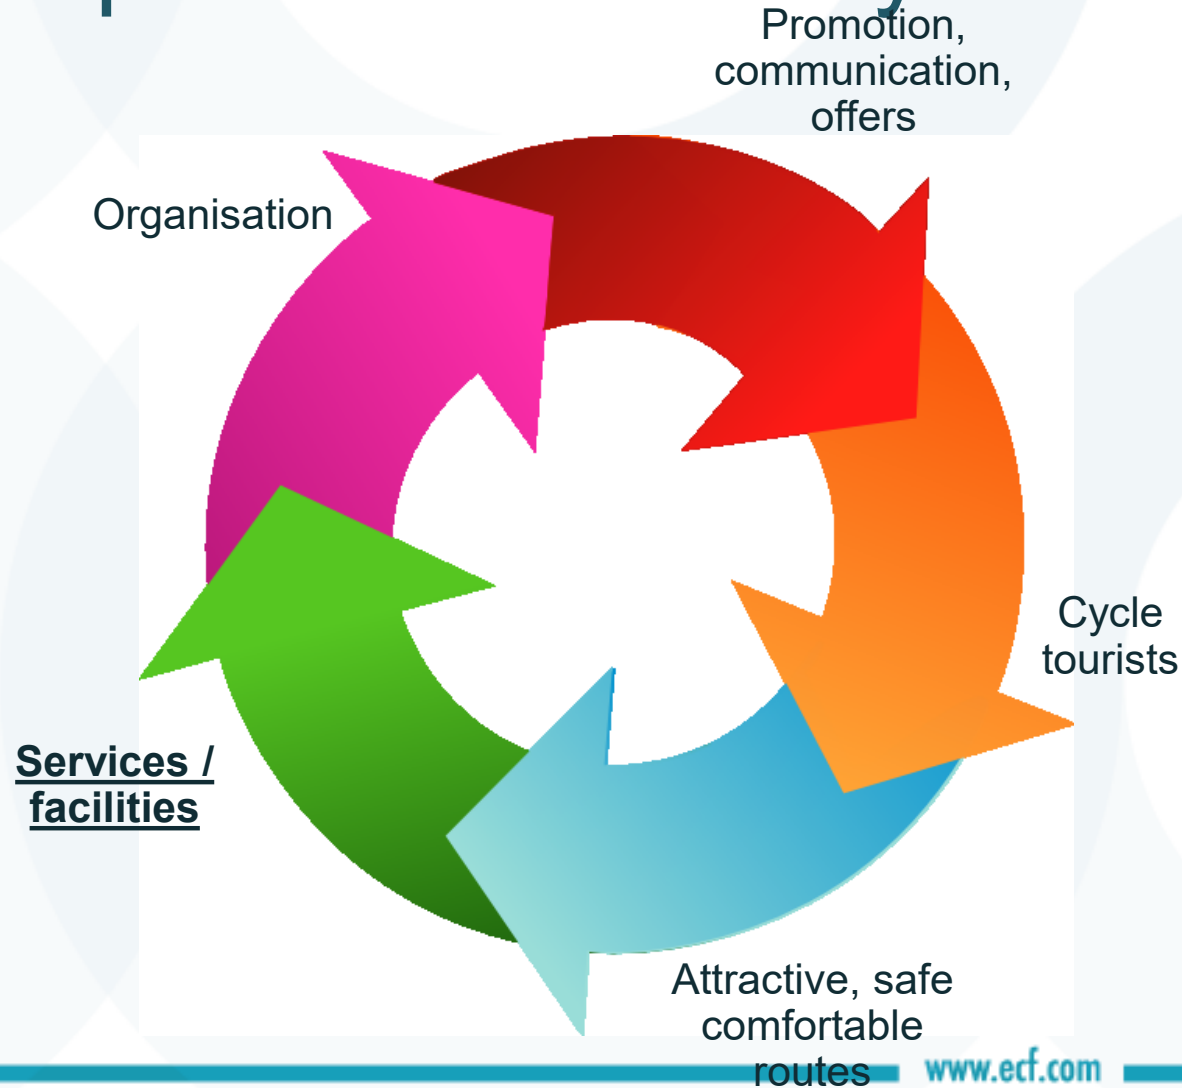 Promotion,
communication,
offers
Organisation
Cycle
tourists
Services /
facilities
Attractive, safe
comfortable
routes
www.ecf.com